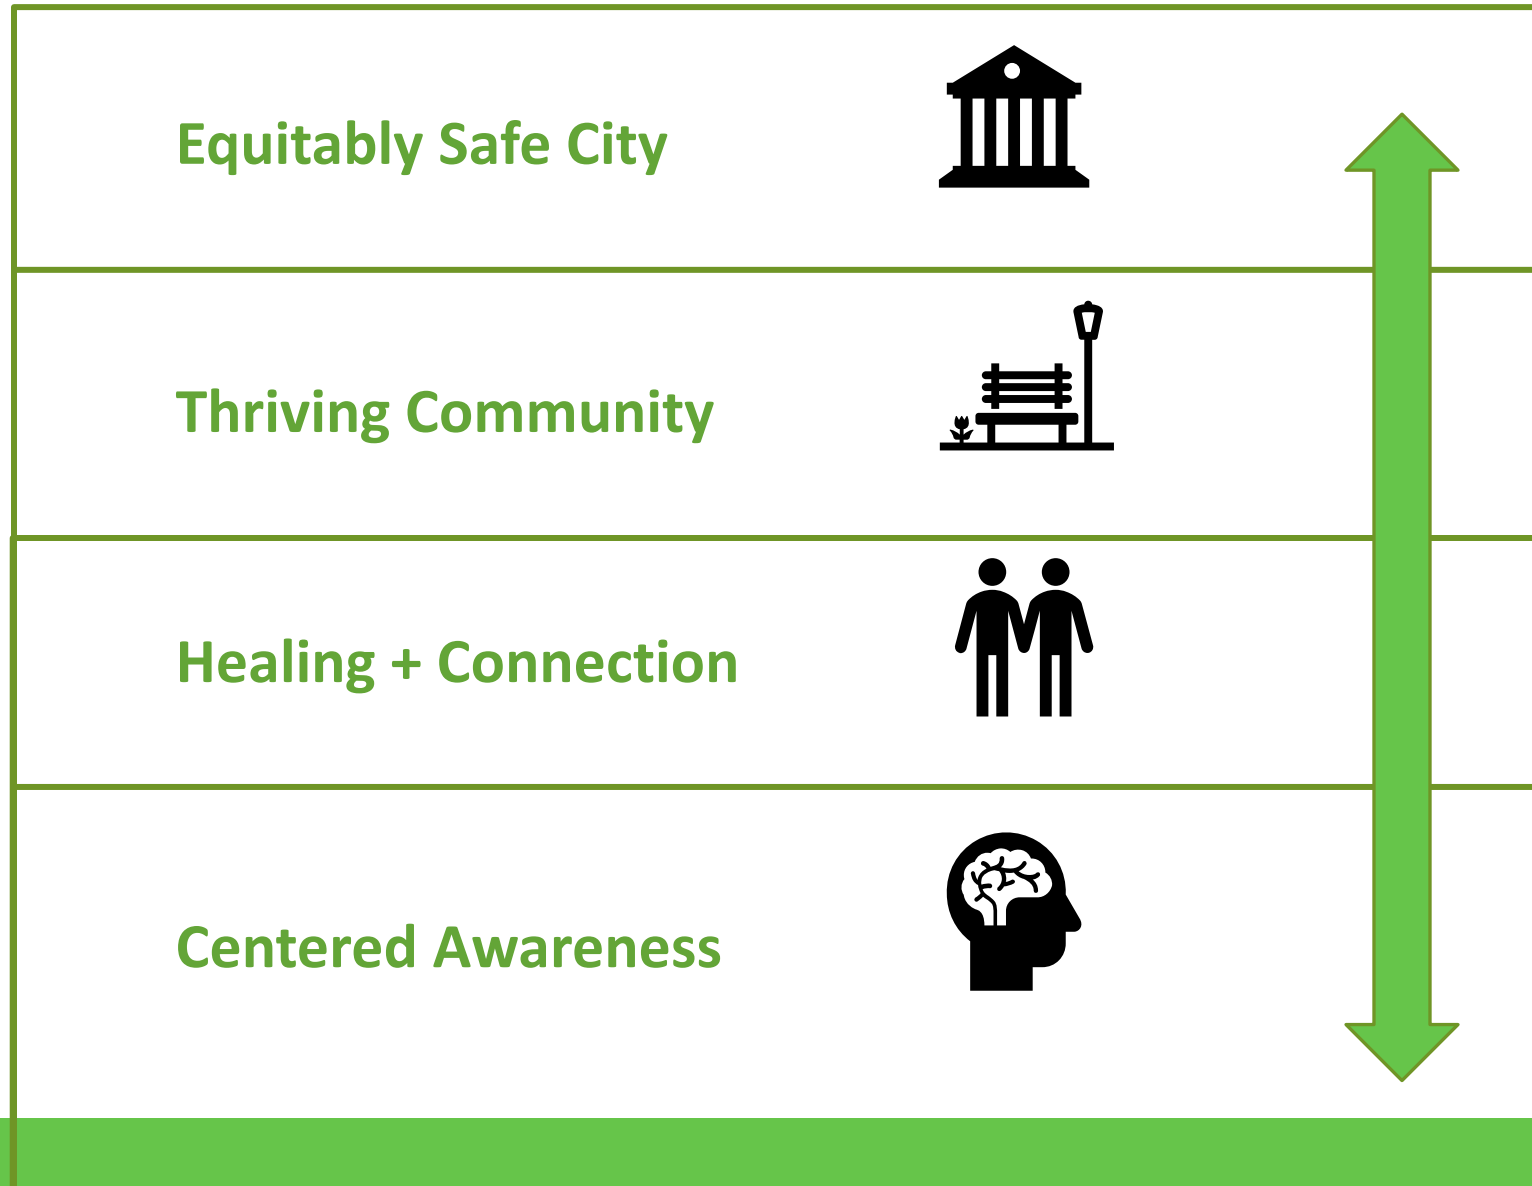 Equitably Safe City
Thriving Community
Healing + Connection
Centered Awareness